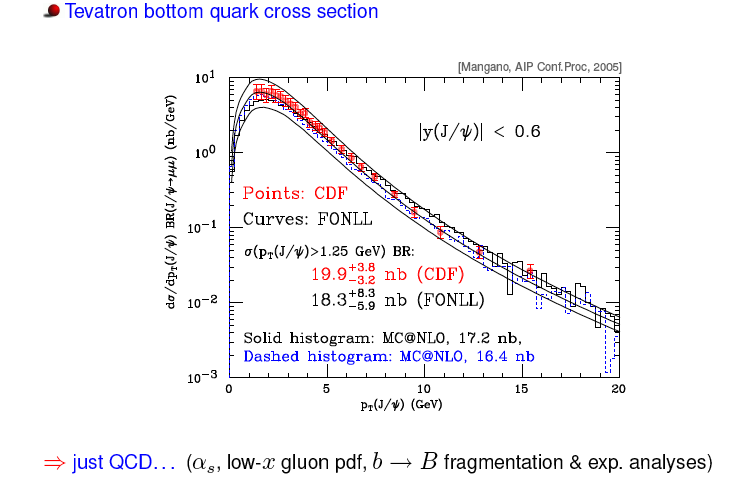 Tevatron bottom quark cross section
[Mangano, AIP Conf.Proc, 2005]
dσ/dp_T(J/ψ) BR(J/ψ→μμ) (nb/GeV)
10^1
10^0
10^−1
10^−2
10^−3
|y(J/ψ)| < 0.6
Points: CDF
Curves: FONLL
σ(p_T(J/ψ)>1.25 GeV) BR:
19.9^{+3.8}_{−3.2} nb (CDF)
18.3^{+8.3}_{−5.9} nb (FONLL)
Solid histogram: MC@NLO, 17.2 nb,
Dashed histogram: MC@NLO, 16.4 nb
0 5 10 15 20
p_T(J/ψ) (GeV)
⇒ just QCD... (α_s, low-x gluon pdf, b → B fragmentation & exp. analyses)